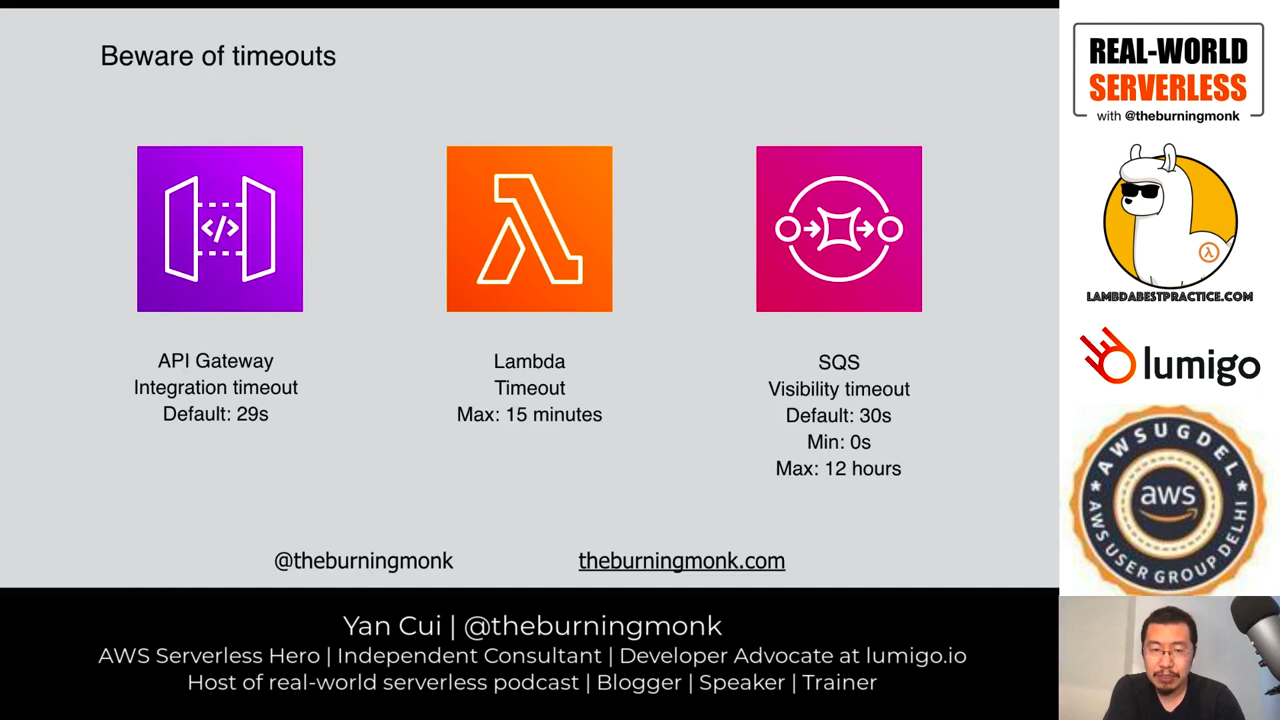 Beware of timeouts
</>
API Gateway
Integration timeout
Default: 29s
Lambda
Timeout
Max: 15 minutes
SQS
Visibility timeout
Default: 30s
Min: 0s
Max: 12 hours
@theburningmonk
theburningmonk.com
Yan Cui | @theburningmonk
AWS Serverless Hero | Independent Consultant | Developer Advocate at lumigo.io
Host of real-world serverless podcast | Blogger | Speaker | Trainer
REAL-WORLD
SERVERLESS
with @theburningmonk
λ
LAMBDABESTPRACTICE.COM
lumigo
* AWSUGDEL *
aws
AWS USER GROUP DELHI